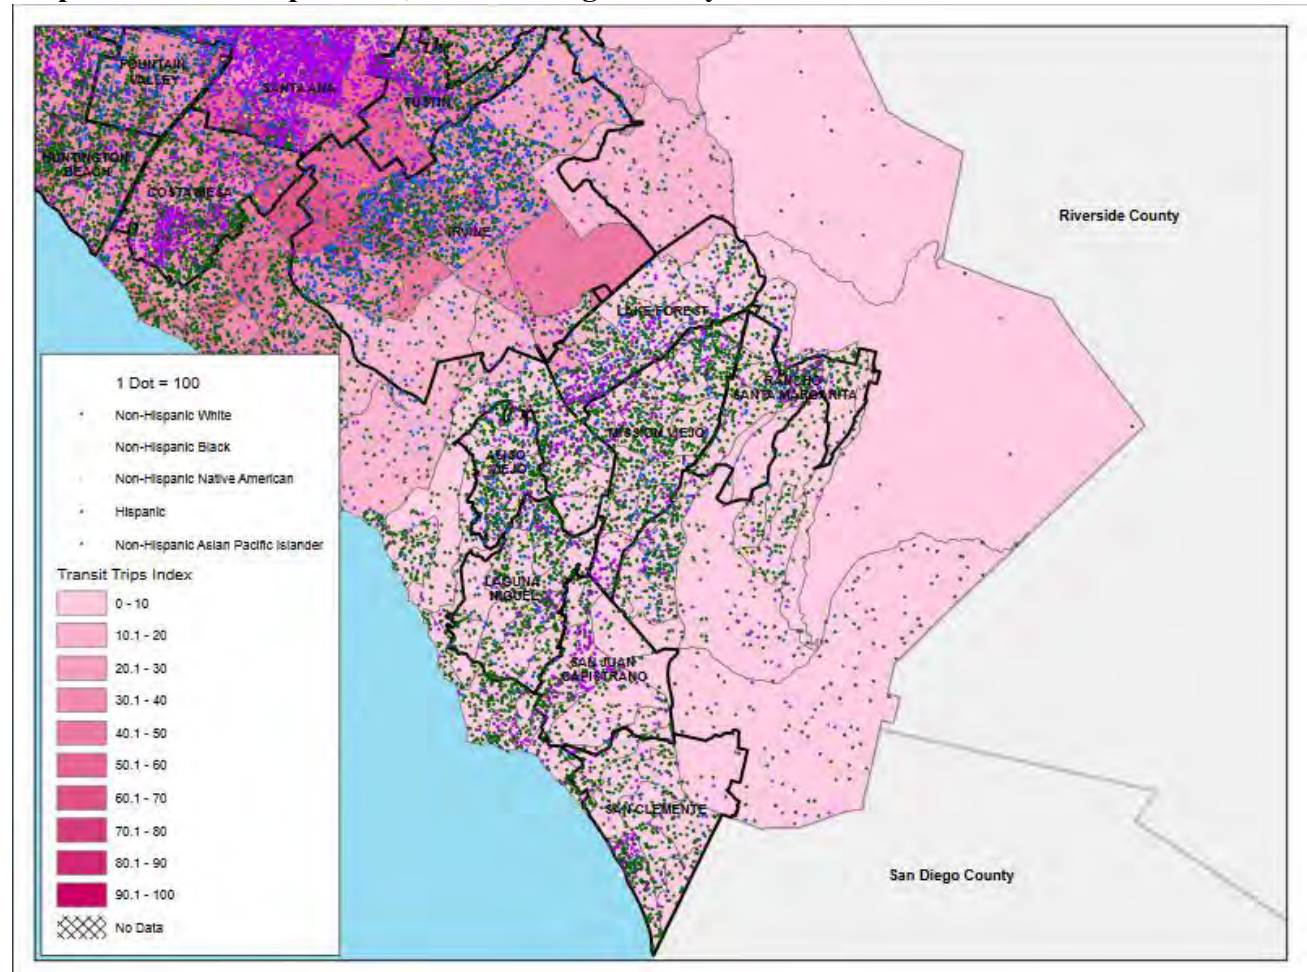 FOUNTAIN
VALLEY
SANTA ANA
TUSTIN
HUNTINGTON
BEACH
COSTA MESA
IRVINE
Riverside County
LAKE FOREST
RANCHO
SANTA MARGARITA
MISSION VIEJO
ALISO
VIEJO
LAGUNA
NIGUEL
SAN JUAN
CAPISTRANO
SAN CLEMENTE
San Diego County
1 Dot = 100
Non-Hispanic White
Non-Hispanic Black
Non-Hispanic Native American
Hispanic
Non-Hispanic Asian Pacific Islander
Transit Trips Index
0 - 10
10.1 - 20
20.1 - 30
30.1 - 40
40.1 - 50
50.1 - 60
60.1 - 70
70.1 - 80
80.1 - 90
90.1 - 100
No Data